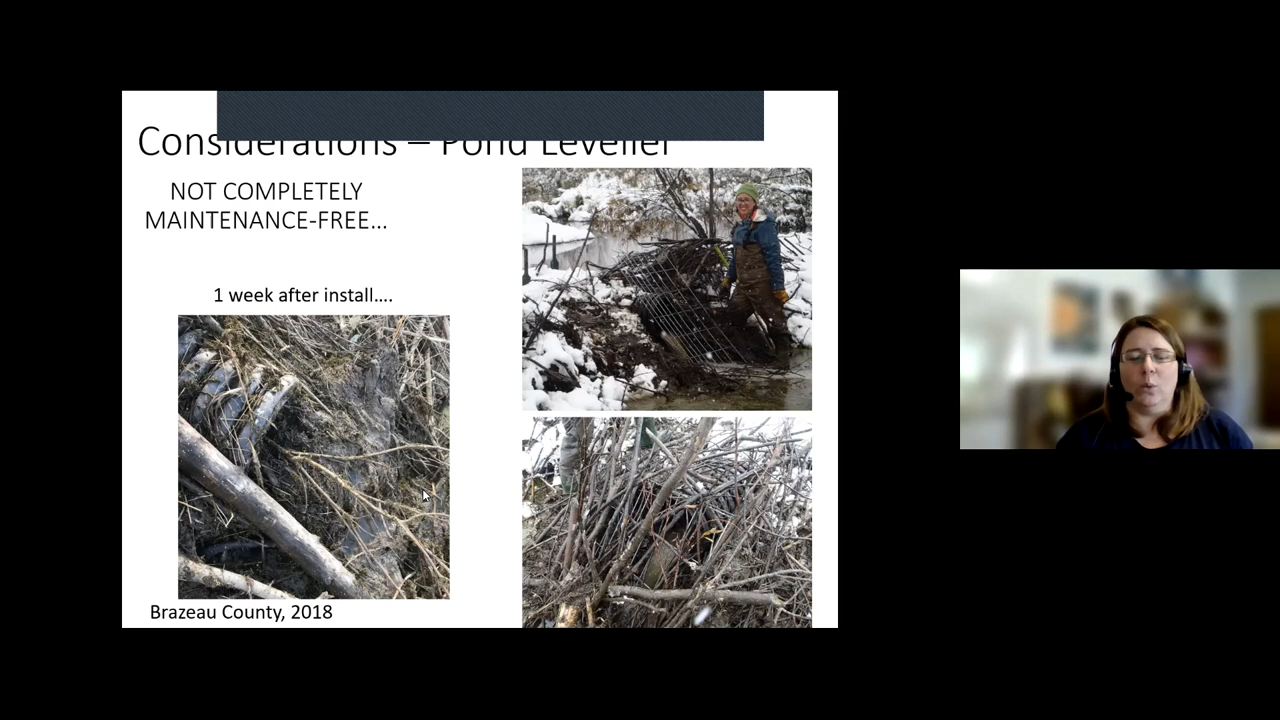 Considerations – Pond Leveller
NOT COMPLETELY
MAINTENANCE-FREE...
1 week after install....
Brazeau County, 2018